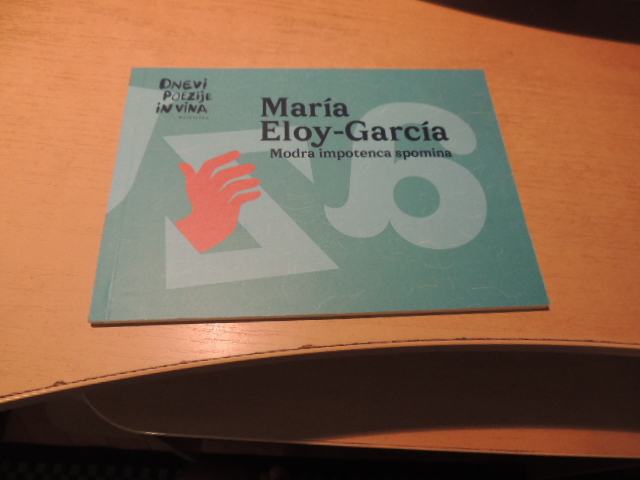 DNEVI
POEZIJE
IN VINA
María
Eloy-García
Modra impotenca spomina